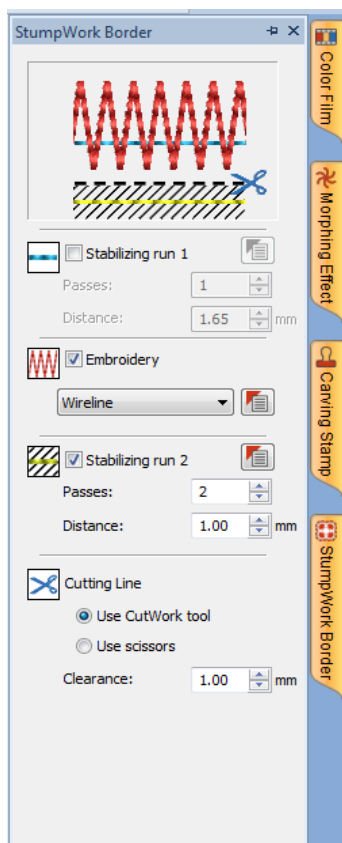 StumpWork Border
Stabilizing run 1
Passes: 1
Distance: 1.65 mm
Embroidery
Wireline
Stabilizing run 2
Passes: 2
Distance: 1.00 mm
Cutting Line
Use CutWork tool
Use scissors
Clearance: 1.00 mm
Color Film
Morphing Effect
Carving Stamp
StumpWork Border